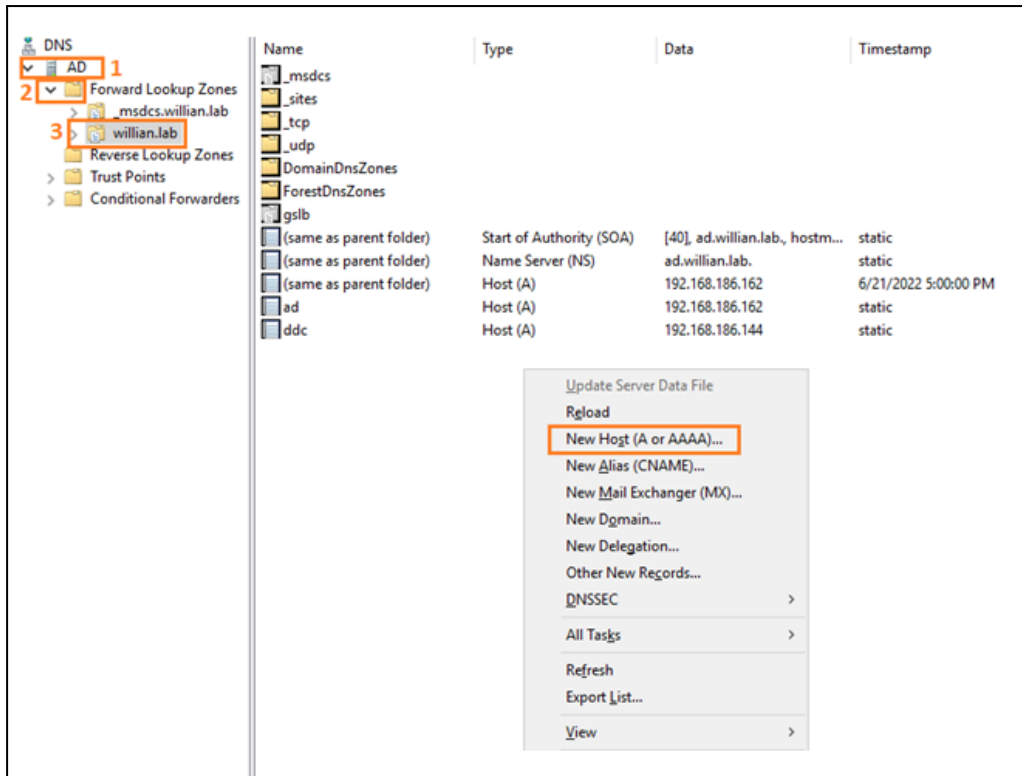 DNS
1 AD
2 Forward Lookup Zones
_msdcs.willian.lab
3 willian.lab
Reverse Lookup Zones
Trust Points
Conditional Forwarders
Name Type Data Timestamp
_msdcs
_sites
_tcp
_udp
DomainDnsZones
ForestDnsZones
gslb
(same as parent folder) Start of Authority (SOA) [40], ad.willian.lab., hostm... static
(same as parent folder) Name Server (NS) ad.willian.lab. static
(same as parent folder) Host (A) 192.168.186.162 6/21/2022 5:00:00 PM
ad Host (A) 192.168.186.162 static
ddc Host (A) 192.168.186.144 static
Update Server Data File
Reload
New Host (A or AAAA)...
New Alias (CNAME)...
New Mail Exchanger (MX)...
New Domain...
New Delegation...
Other New Records...
DNSSEC >
All Tasks >
Refresh
Export List...
View >